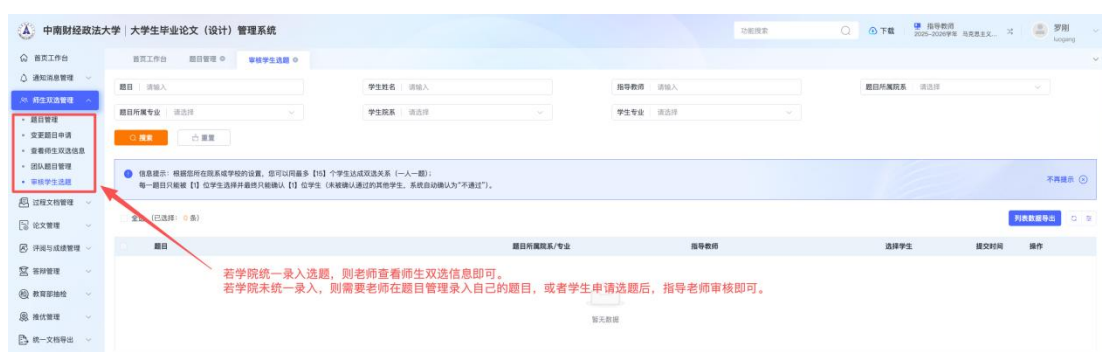 中南财经政法大学 大学生毕业论文（设计）管理系统
功能搜索
下载
指导教师
2025-2026学年 马克思主义...
罗刚
luogang
首页工作台
通知消息管理
师生双选管理
题目管理
变更题目申请
查看师生双选信息
团队题目管理
审核学生选题
过程文档管理
论文管理
评阅与成绩管理
答辩管理
教育部抽检
推优管理
统一文档导出
首页工作台 题目管理 审核学生选题
题目 请输入 学生姓名 请输入 指导教师 请输入 题目所属院系 请选择
题目所属专业 请选择 学生院系 请选择 学生专业 请选择
搜索 重置
信息提示：根据您所在院系或学校的设置，您可以同最多【15】个学生达成双选关系（一人一题）；
每一题目只能被【1】位学生选择并最终只能确认【1】位学生（未被确认通过的其他学生，系统自动确认为“不通过”）。
不再提示
全选 （已选择：0 条）
列表数据导出
题目 题目所属院系/专业 指导教师 选择学生 提交时间 操作
若学院统一录入选题，则老师查看师生双选信息即可。
若学院未统一录入，则需要老师在题目管理录入自己的题目，或者学生申请选题后，指导老师审核即可。
暂无数据